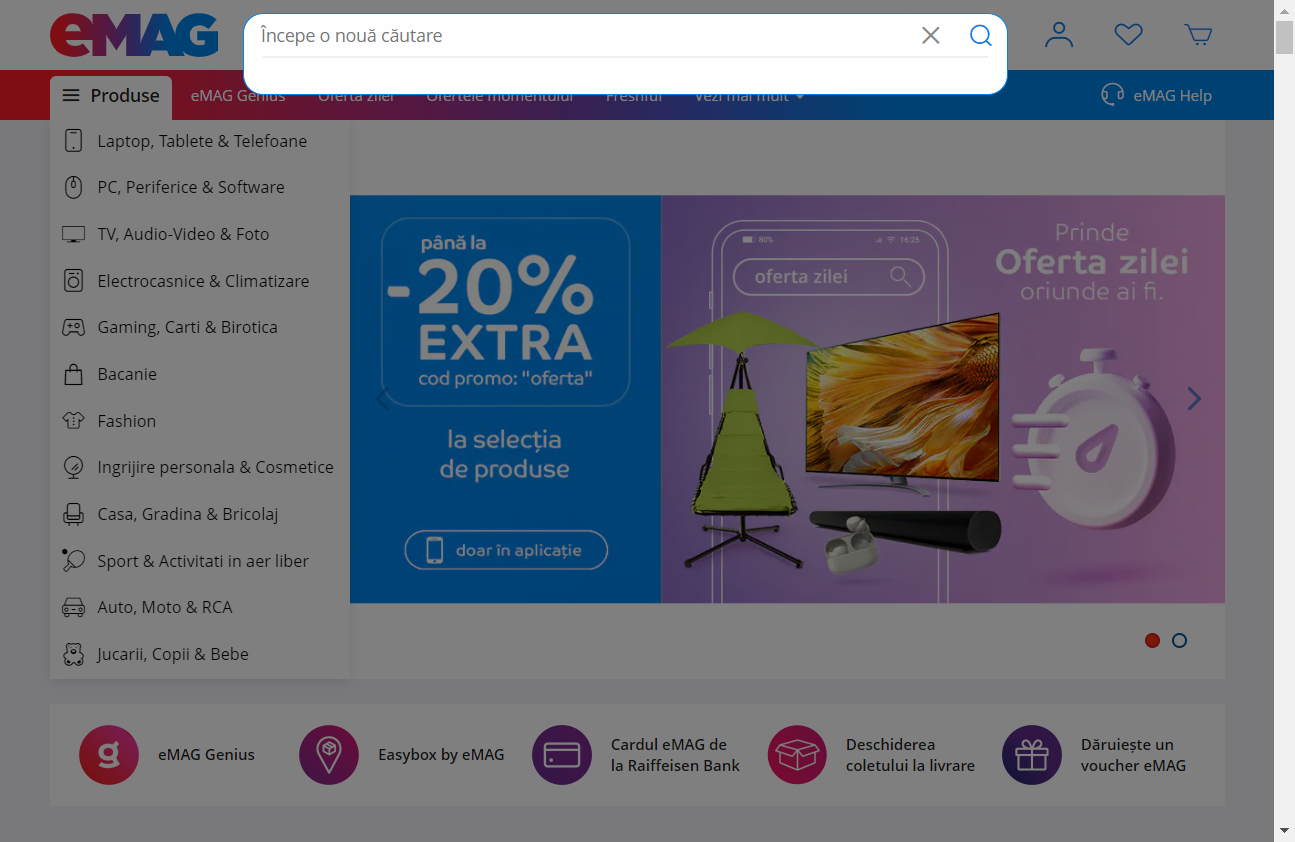 eMAG
Începe o nouă căutare
Produse
eMAG Genius
Oferta zilei
Ofertele momentului
Freshful
Vezi mai mult
eMAG Help
Laptop, Tablete & Telefoane
PC, Periferice & Software
TV, Audio-Video & Foto
Electrocasnice & Climatizare
Gaming, Carti & Birotica
Bacanie
Fashion
Ingrijire personala & Cosmetice
Casa, Gradina & Bricolaj
Sport & Activitati in aer liber
Auto, Moto & RCA
Jucarii, Copii & Bebe
până la
-20%
EXTRA
cod promo: "oferta"
la selecția
de produse
doar în aplicație
80%
16:25
oferta zilei
Prinde
Oferta zilei
oriunde ai fi.
g
eMAG Genius
Easybox by eMAG
Cardul eMAG de
la Raiffeisen Bank
Deschiderea
coletului la livrare
Dăruiește un
voucher eMAG